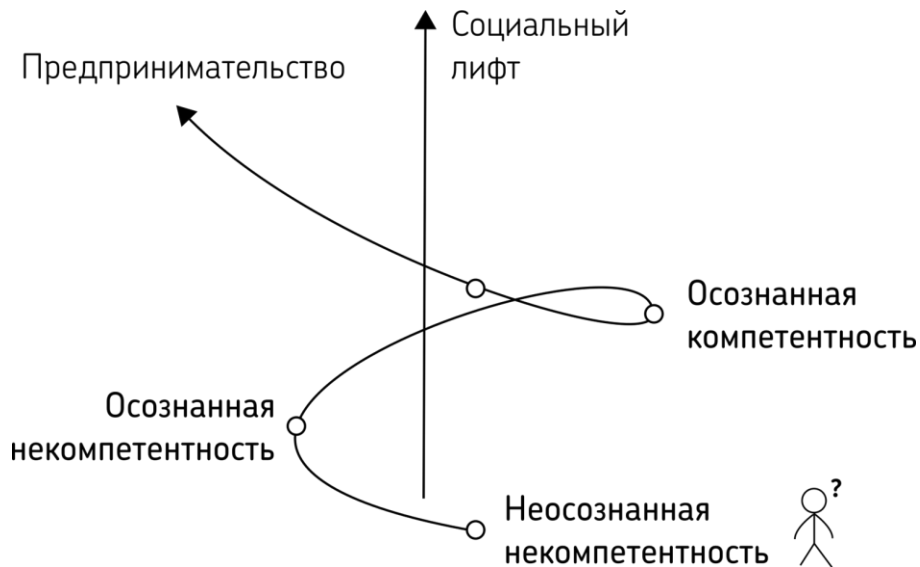 Социальный
лифт
Предпринимательство
Осознанная
компетентность
Осознанная
некомпетентность
Неосознанная
некомпетентность
?